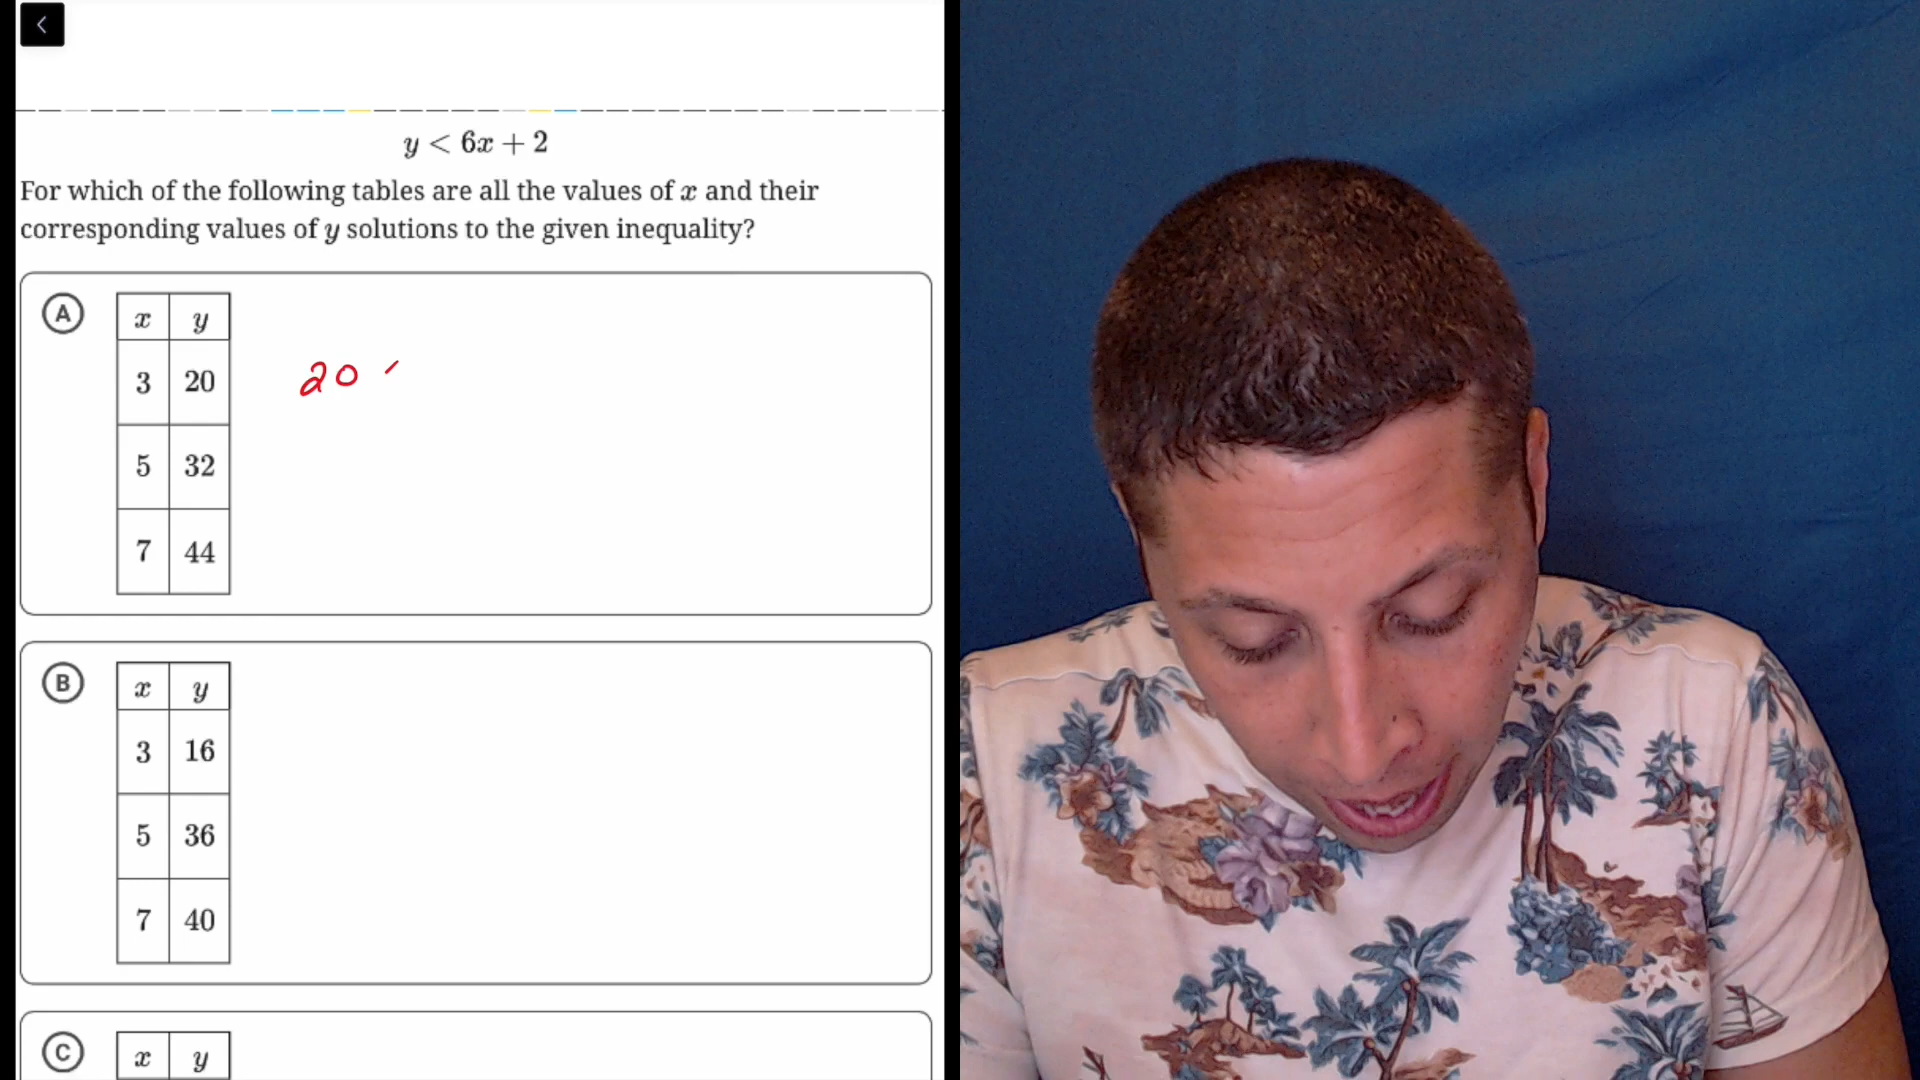 y < 6x + 2
For which of the following tables are all the values of x and their
corresponding values of y solutions to the given inequality?
A
x y
3 20
5 32
7 44
20
B
x y
3 16
5 36
7 40
C
x y